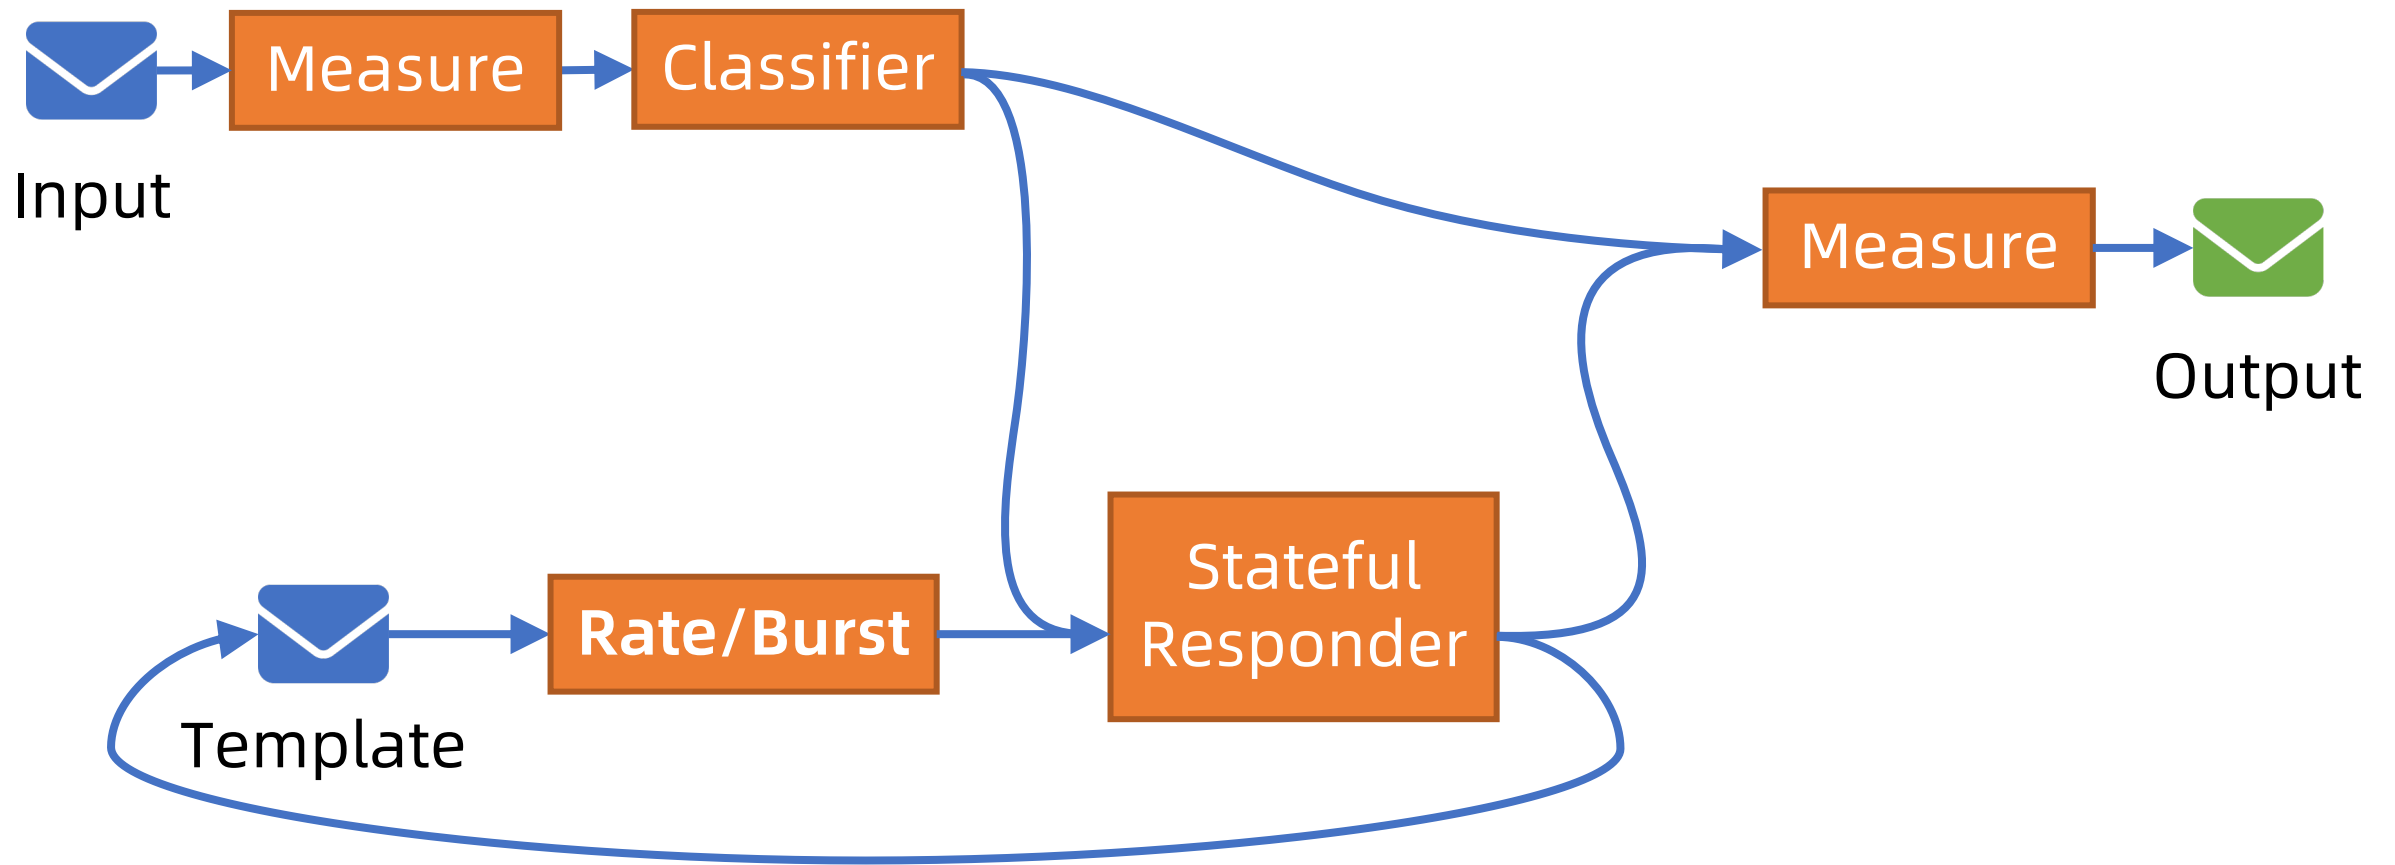 Measure
Classifier
Input
Measure
Output
Stateful
Responder
Rate/Burst
Template